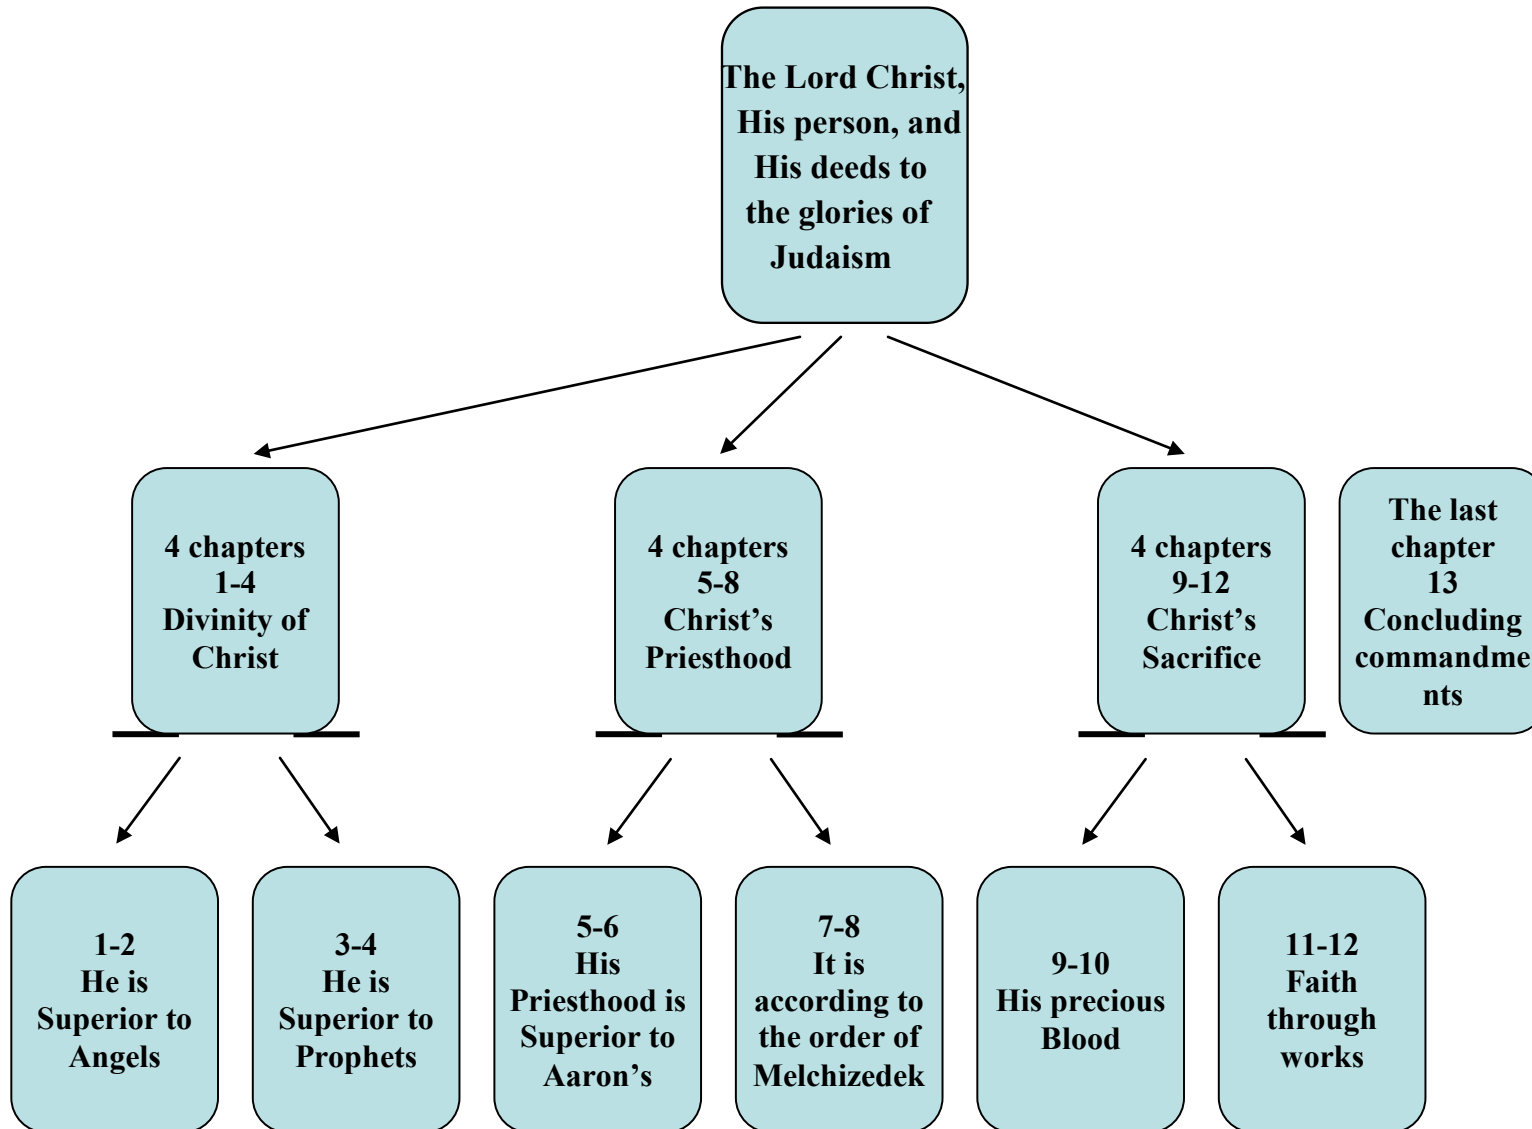 The Lord Christ,
His person, and
His deeds to
the glories of
Judaism
4 chapters
1-4
Divinity of
Christ
4 chapters
5-8
Christ’s
Priesthood
4 chapters
9-12
Christ’s
Sacrifice
The last
chapter
13
Concluding
commandme
nts
1-2
He is
Superior to
Angels
3-4
He is
Superior to
Prophets
5-6
His
Priesthood is
Superior to
Aaron’s
7-8
It is
according to
the order of
Melchizedek
9-10
His precious
Blood
11-12
Faith
through
works